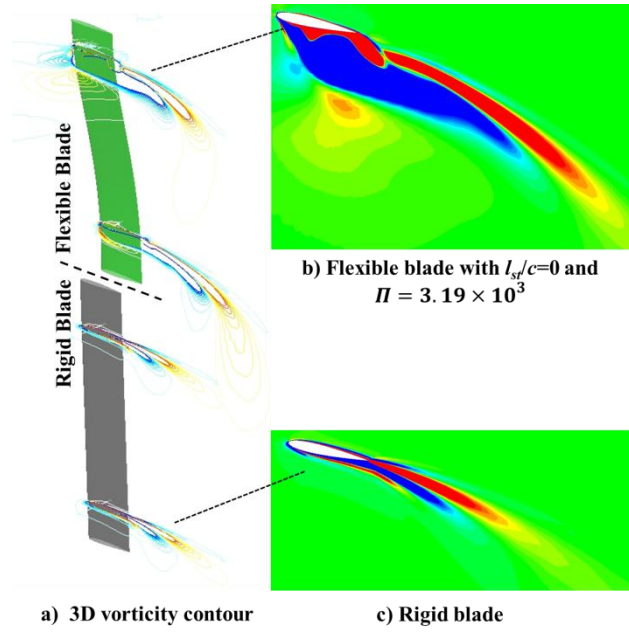 Flexible Blade
Rigid Blade
b) Flexible blade with l_st/c=0 and
Π = 3.19 × 10³
a) 3D vorticity contour
c) Rigid blade